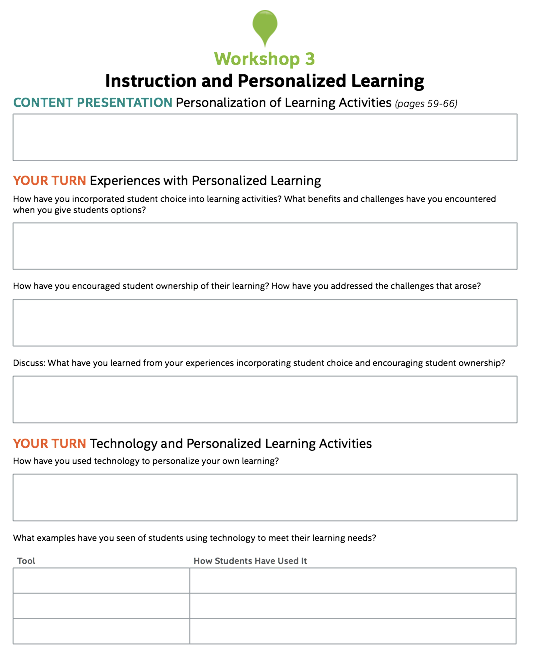 Workshop 3
Instruction and Personalized Learning
CONTENT PRESENTATION Personalization of Learning Activities (pages 59-66)
YOUR TURN Experiences with Personalized Learning
How have you incorporated student choice into learning activities? What benefits and challenges have you encountered
when you give students options?
How have you encouraged student ownership of their learning? How have you addressed the challenges that arose?
Discuss: What have you learned from your experiences incorporating student choice and encouraging student ownership?
YOUR TURN Technology and Personalized Learning Activities
How have you used technology to personalize your own learning?
What examples have you seen of students using technology to meet their learning needs?
Tool How Students Have Used It